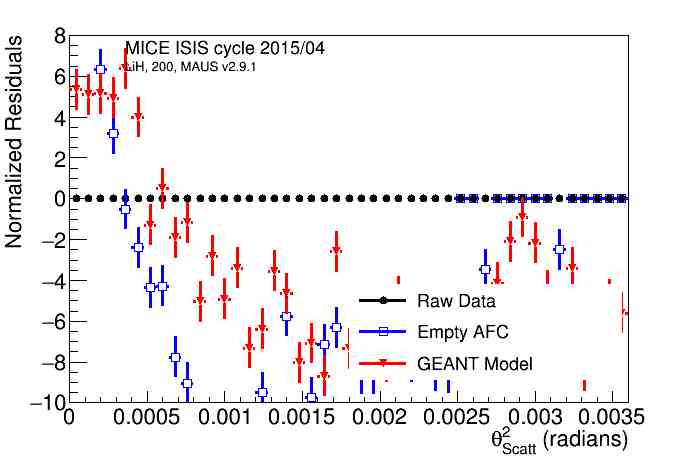 MICE ISIS cycle 2015/04
LiH, 200, MAUS v2.9.1
Normalized Residuals
8
6
4
2
0
−2
−4
−6
−8
−10
Raw Data
Empty AFC
GEANT Model
0 0.0005 0.001 0.0015 0.002 0.0025 0.003 0.0035
θ²Scatt (radians)